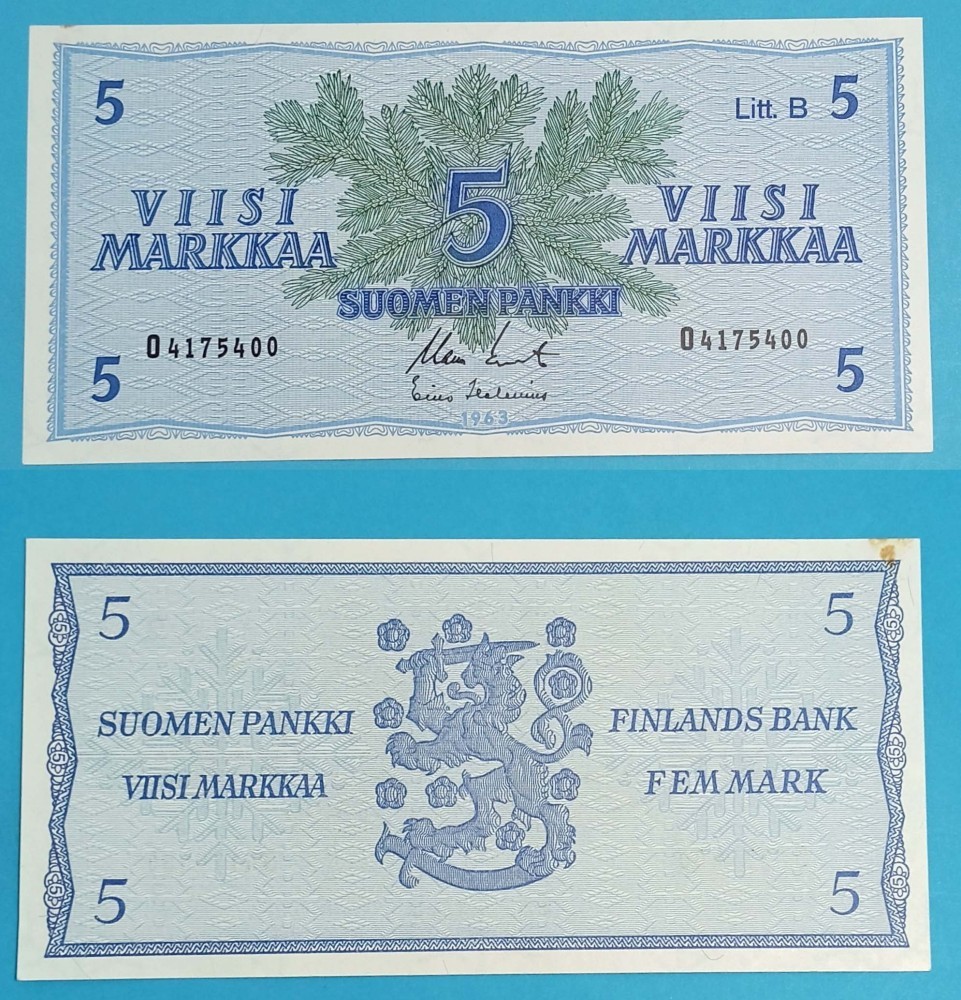 5
Litt. B 5
VIISI
MARKKAA
5
VIISI
MARKKAA
SUOMEN PANKKI
O4175400
O4175400
5
5
1963
5
5
SUOMEN PANKKI
VIISI MARKKAA
FINLANDS BANK
FEM MARK
5
5